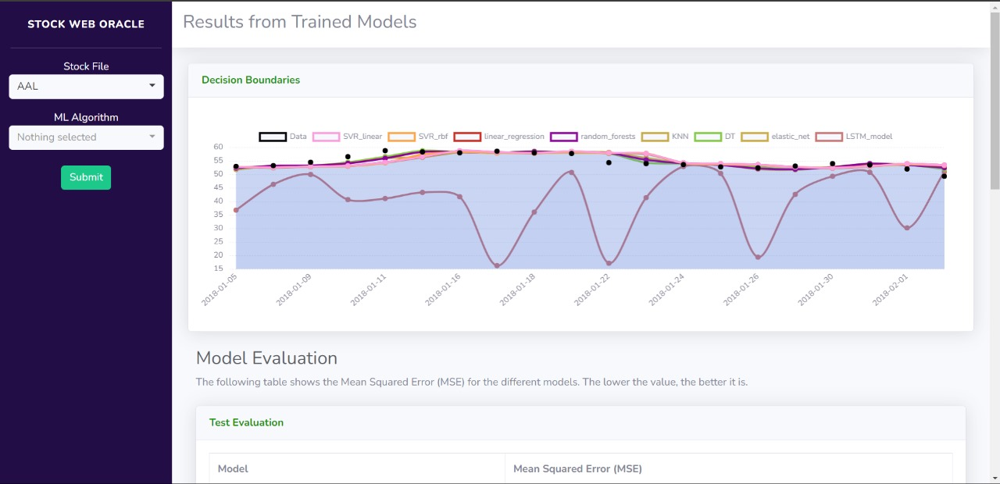 STOCK WEB ORACLE
Stock File
AAL
ML Algorithm
Nothing selected
Submit
Results from Trained Models
Decision Boundaries
Data SVR_linear SVR_rbf linear_regression random_forests KNN DT elastic_net LSTM_model
60
55
50
45
40
35
30
25
20
15
2018-01-05 2018-01-09 2018-01-11 2018-01-16 2018-01-18 2018-01-22 2018-01-24 2018-01-26 2018-01-30 2018-02-01
Model Evaluation
The following table shows the Mean Squared Error (MSE) for the different models. The lower the value, the better it is.
Test Evaluation
Model Mean Squared Error (MSE)